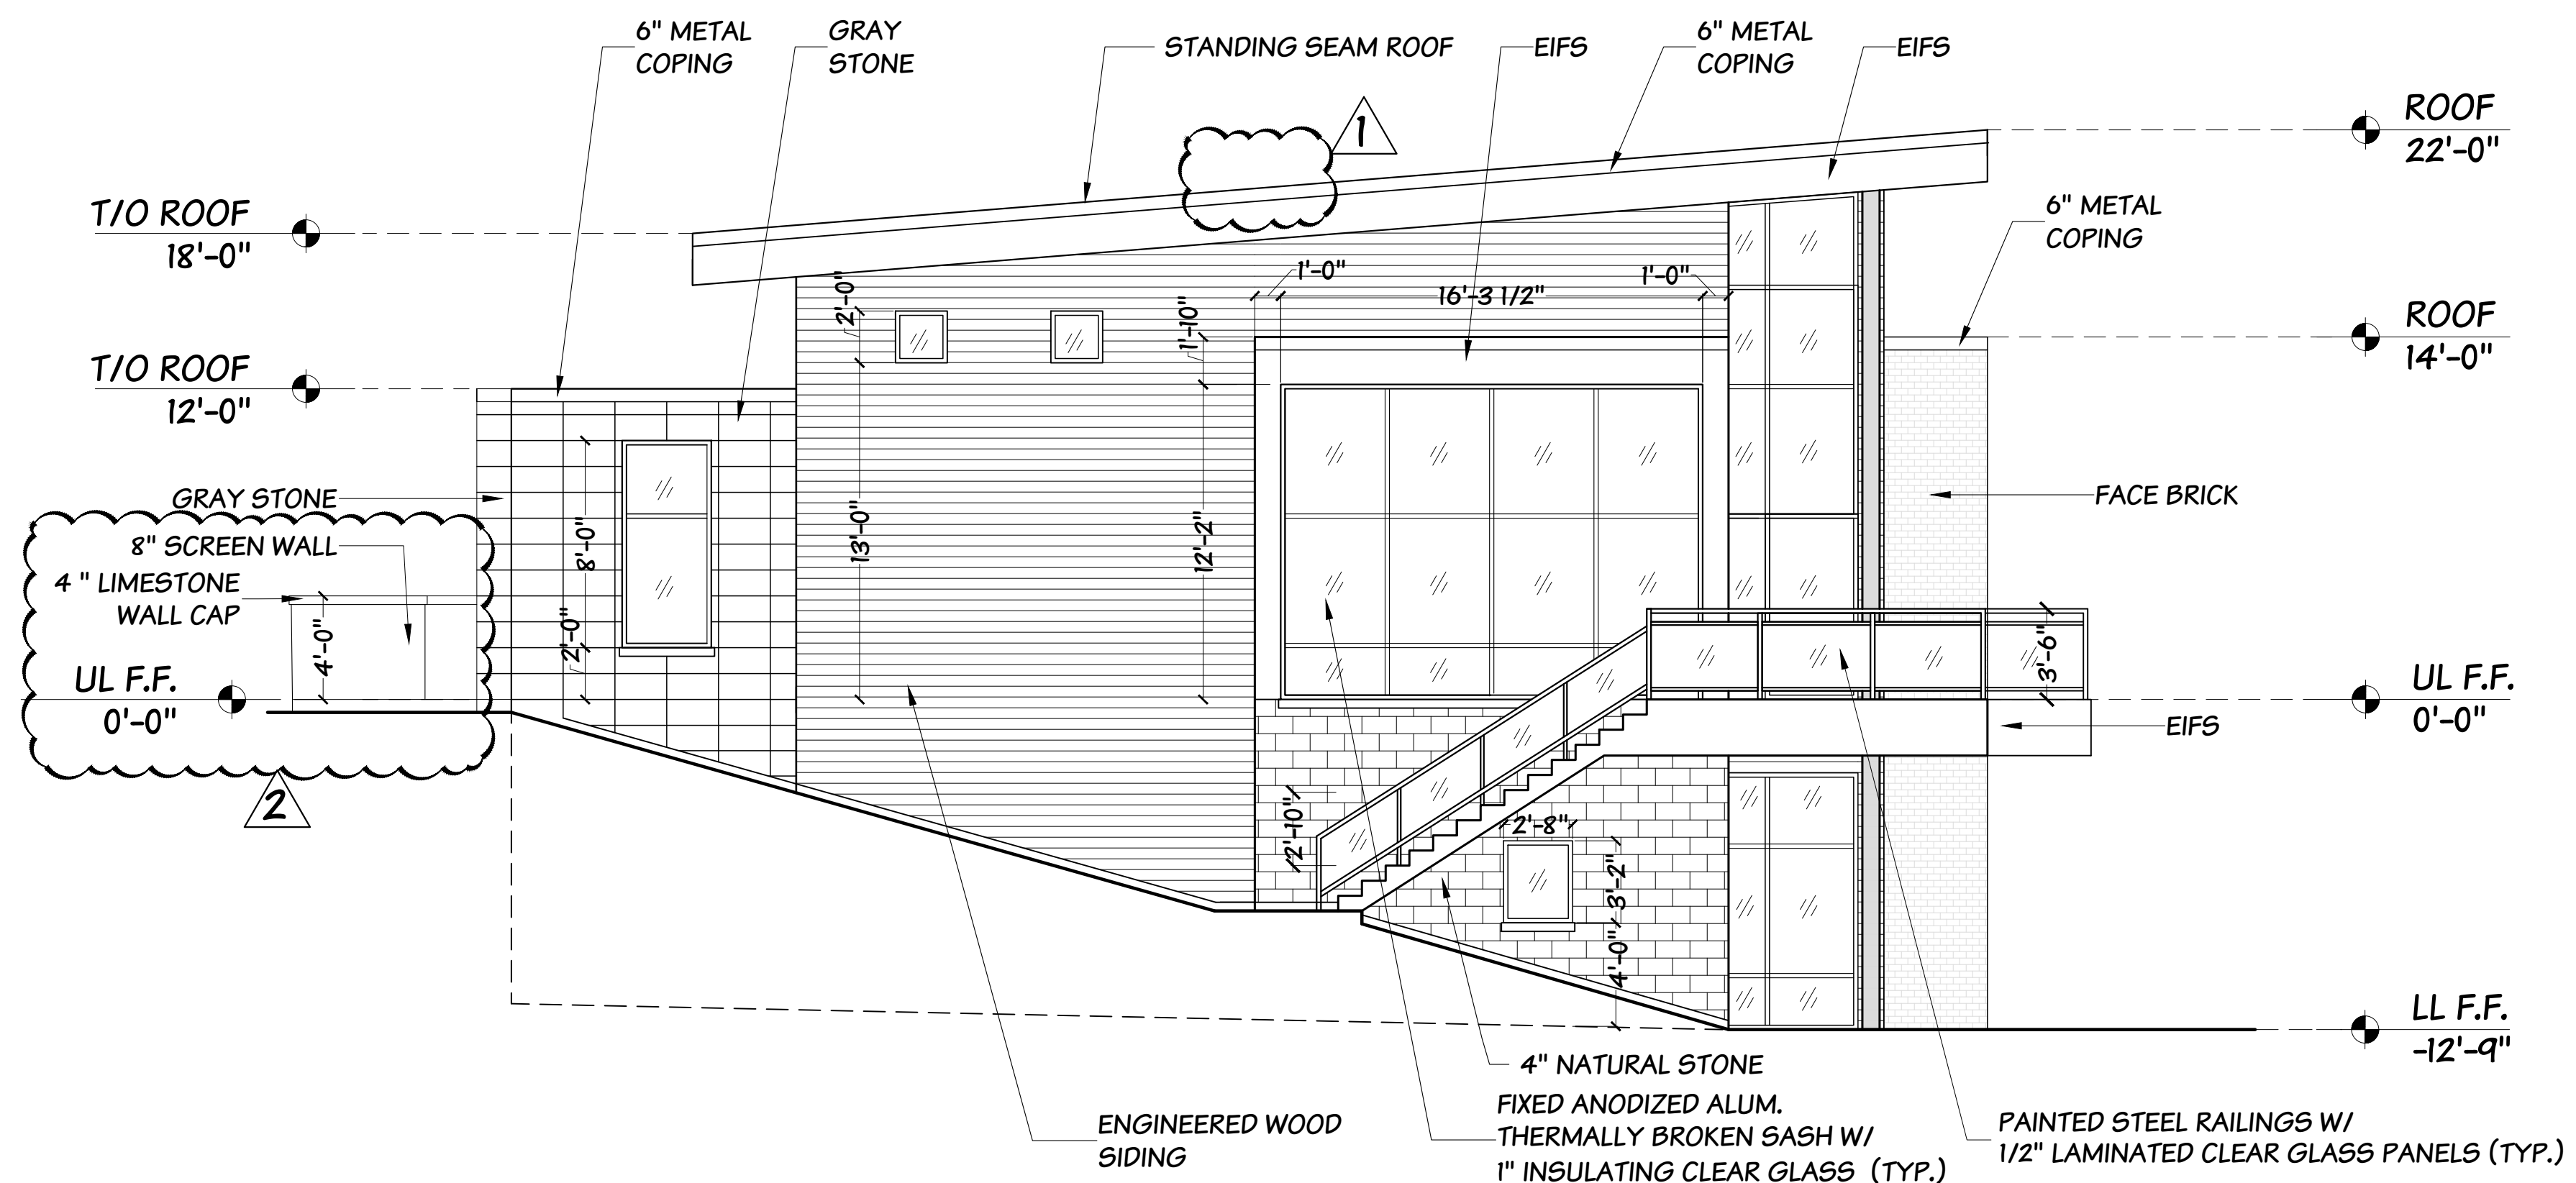 6" METAL
COPING
GRAY
STONE
STANDING SEAM ROOF
EIFS
6" METAL
COPING
EIFS
1
ROOF
22'-0"
T/O ROOF
18'-0"
6" METAL
COPING
1'-0"
16'-3 1/2"
1'-0"
2'-0"
1'-10"
ROOF
14'-0"
T/O ROOF
12'-0"
GRAY STONE
FACE BRICK
8" SCREEN WALL
4 " LIMESTONE
WALL CAP
4'-0"
8'-0"
2'-0"
13'-0"
12'-2"
3'-6"
UL F.F.
0'-0"
UL F.F.
0'-0"
EIFS
2
2'-10"
2'-8"
3'-2"
4'-0"
LL F.F.
-12'-9"
4" NATURAL STONE
ENGINEERED WOOD
SIDING
FIXED ANODIZED ALUM.
THERMALLY BROKEN SASH W/
1" INSULATING CLEAR GLASS (TYP.)
PAINTED STEEL RAILINGS W/
1/2" LAMINATED CLEAR GLASS PANELS (TYP.)